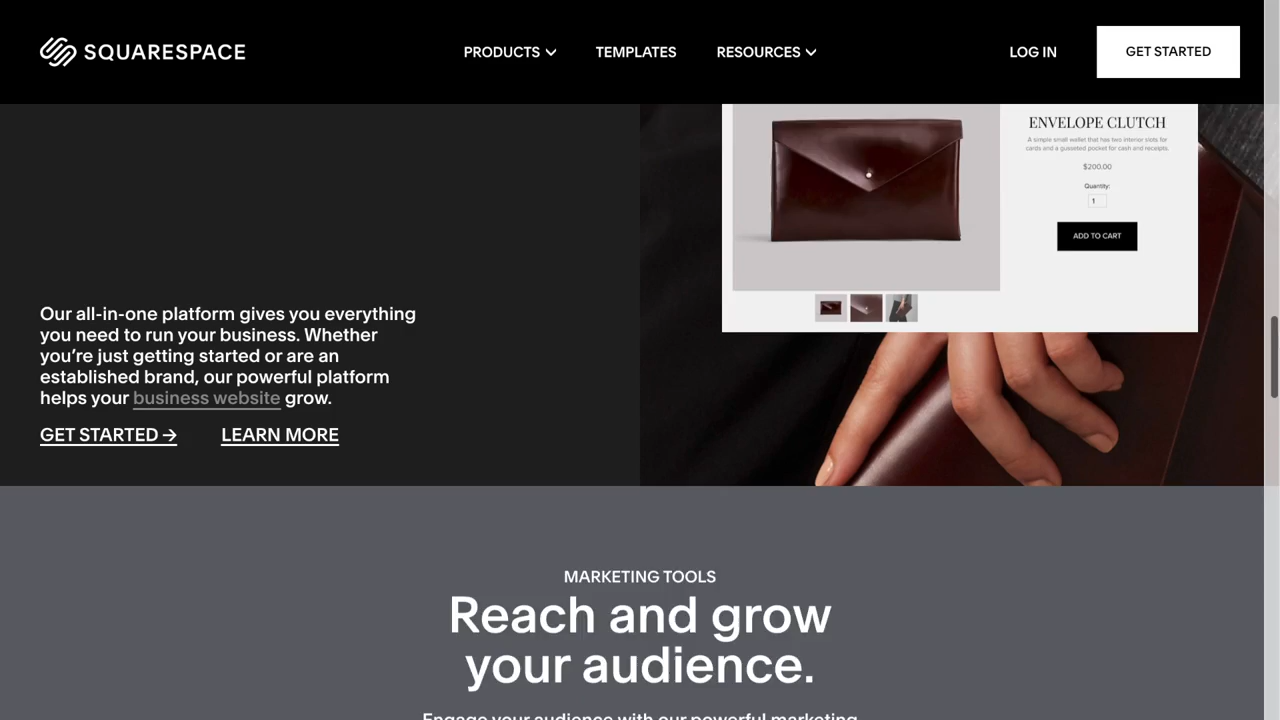 SQUARESPACE
PRODUCTS
TEMPLATES
RESOURCES
LOG IN
GET STARTED
ENVELOPE CLUTCH
A simple small wallet that has two interior slots for
cards and a gusseted pocket for cash and receipts.
$200.00
Quantity:
1
ADD TO CART
Our all-in-one platform gives you everything
you need to run your business. Whether
you’re just getting started or are an
established brand, our powerful platform
helps your business website grow.
GET STARTED →
LEARN MORE
MARKETING TOOLS
Reach and grow
your audience.
Engage your audience with our powerful marketing